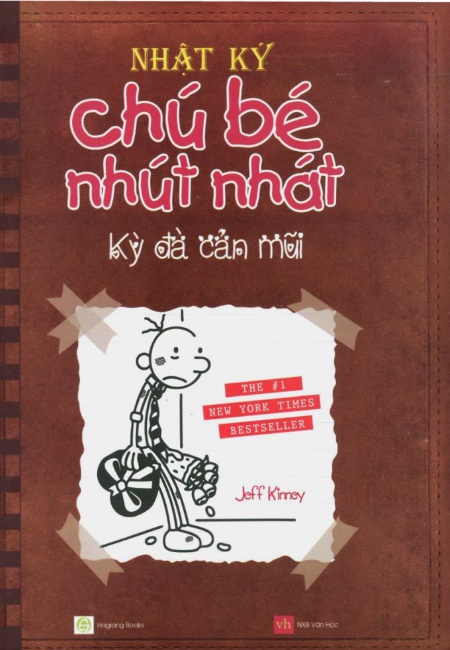 NHẬT KÝ
chú bé
nhút nhát
Kỳ đà cản mũi
THE #1
NEW YORK TIMES
BESTSELLER
Jeff Kinney
Hagiang Books
vh NXB Văn Học